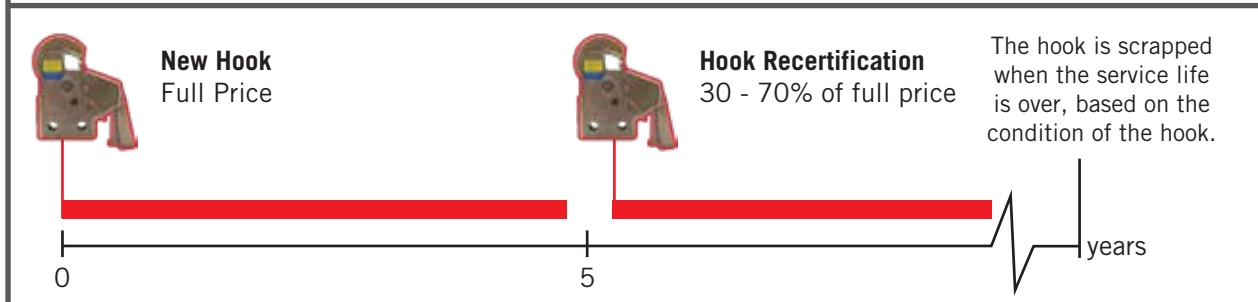 New Hook
Full Price
Hook Recertification
30 - 70% of full price
The hook is scrapped
when the service life
is over, based on the
condition of the hook.
years
0
5